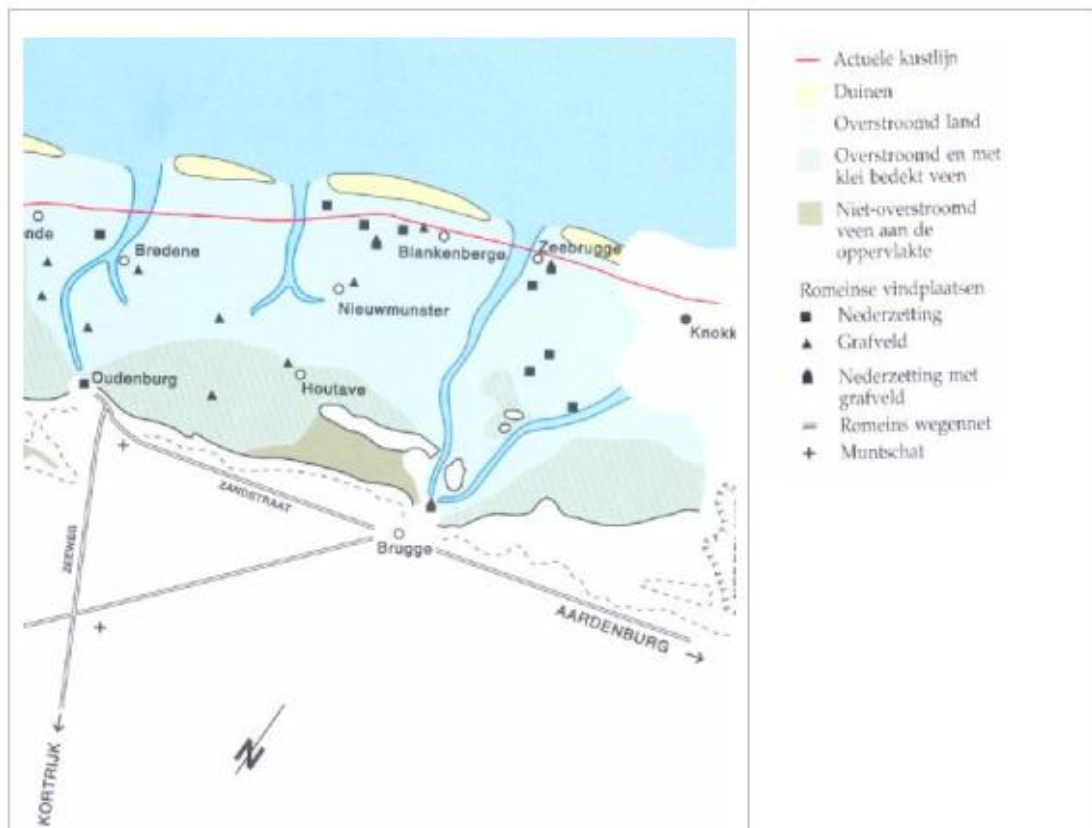 nde
Bredene
Blankenberge
Zeebrugge
Nieuwmunster
Knokk
Oudenburg
Houtave
ZANDSTRAAT
ZEEWEG
Brugge
AARDENBURG
N
KORTRIJK
Actuele kustlijn
Duinen
Overstroomd land
Overstroomd en met
klei bedekt veen
Niet-overstroomd
veen aan de
oppervlakte
Romeinse vindplaatsen
Nederzetting
Grafveld
Nederzetting met
grafveld
Romeins wegennet
Muntschat